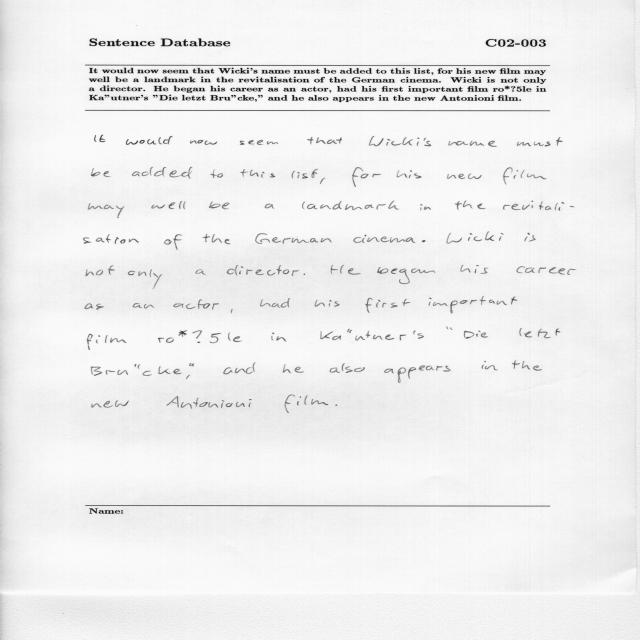 Sentence Database C02-003
It would now seem that Wicki's name must be added to this list, for his new film may
well be a landmark in the revitalisation of the German cinema. Wicki is not only
a director. He began his career as an actor, had his first important film ro*?5le in
Ka"utner's "Die letzt Bru"cke," and he also appears in the new Antonioni film.
It would now seem that Wicki's name must
be added to this list, for his new film
may well be a landmark in the revitali-
sation of the German cinema. Wicki is
not only a director. He began his career
as an actor, had his first important
film ro*?5le in Ka"utner's "Die letzt
Bru"cke," and he also appears in the
new Antonioni film.
Name: